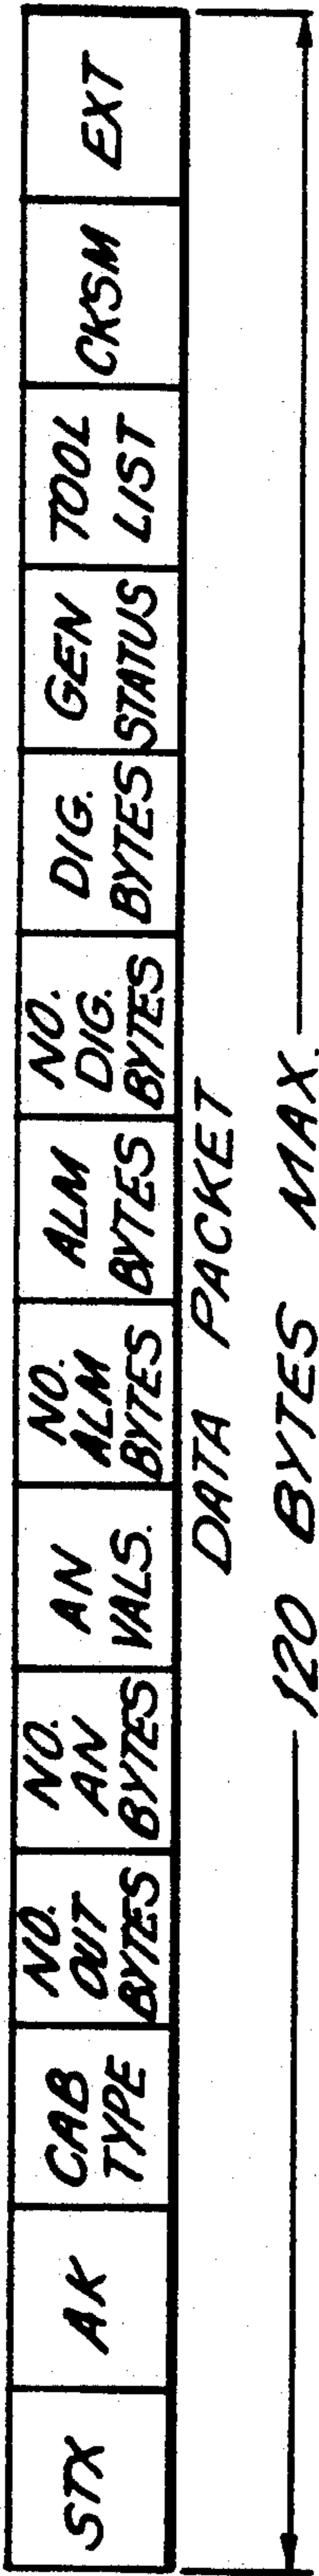 STX
AK
CAB
TYPE
NO.
OUT
BYTES
NO.
AN
BYTES
AN
VALS.
NO.
ALM
BYTES
ALM
BYTES
NO.
DIG.
BYTES
DIG.
BYTES
GEN
STATUS
TOOL
LIST
CKSM
EXT
DATA PACKET
120 BYTES MAX.